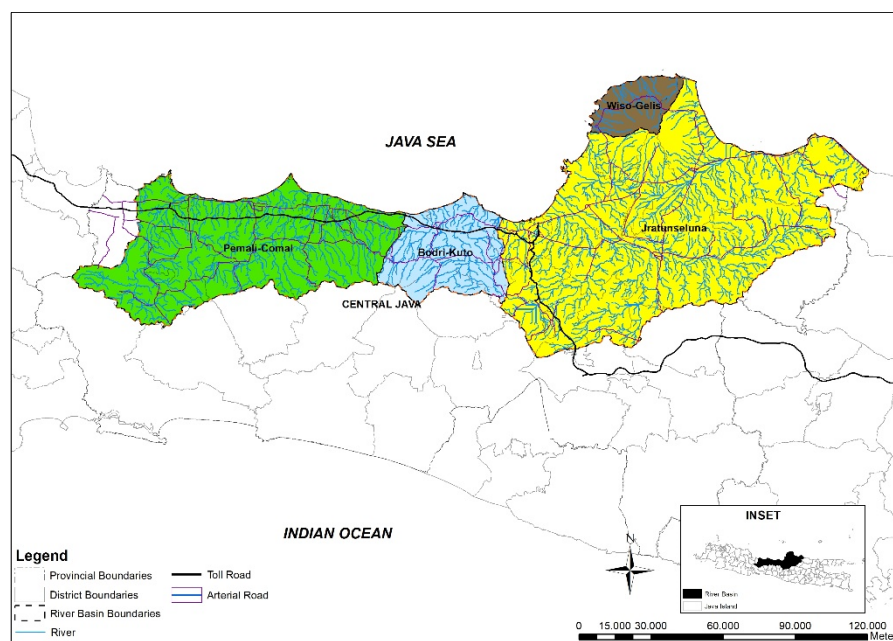 Wiso-Gelis
JAVA SEA
Jratunseluna
Pemali-Comal
Bodri-Kuto
CENTRAL JAVA
INDIAN OCEAN
Legend
Provincial Boundaries
District Boundaries
River Basin Boundaries
River
Toll Road
Arterial Road
N
INSET
River Basin
Java Island
0 15.000 30.000 60.000 90.000 120.000
Mete